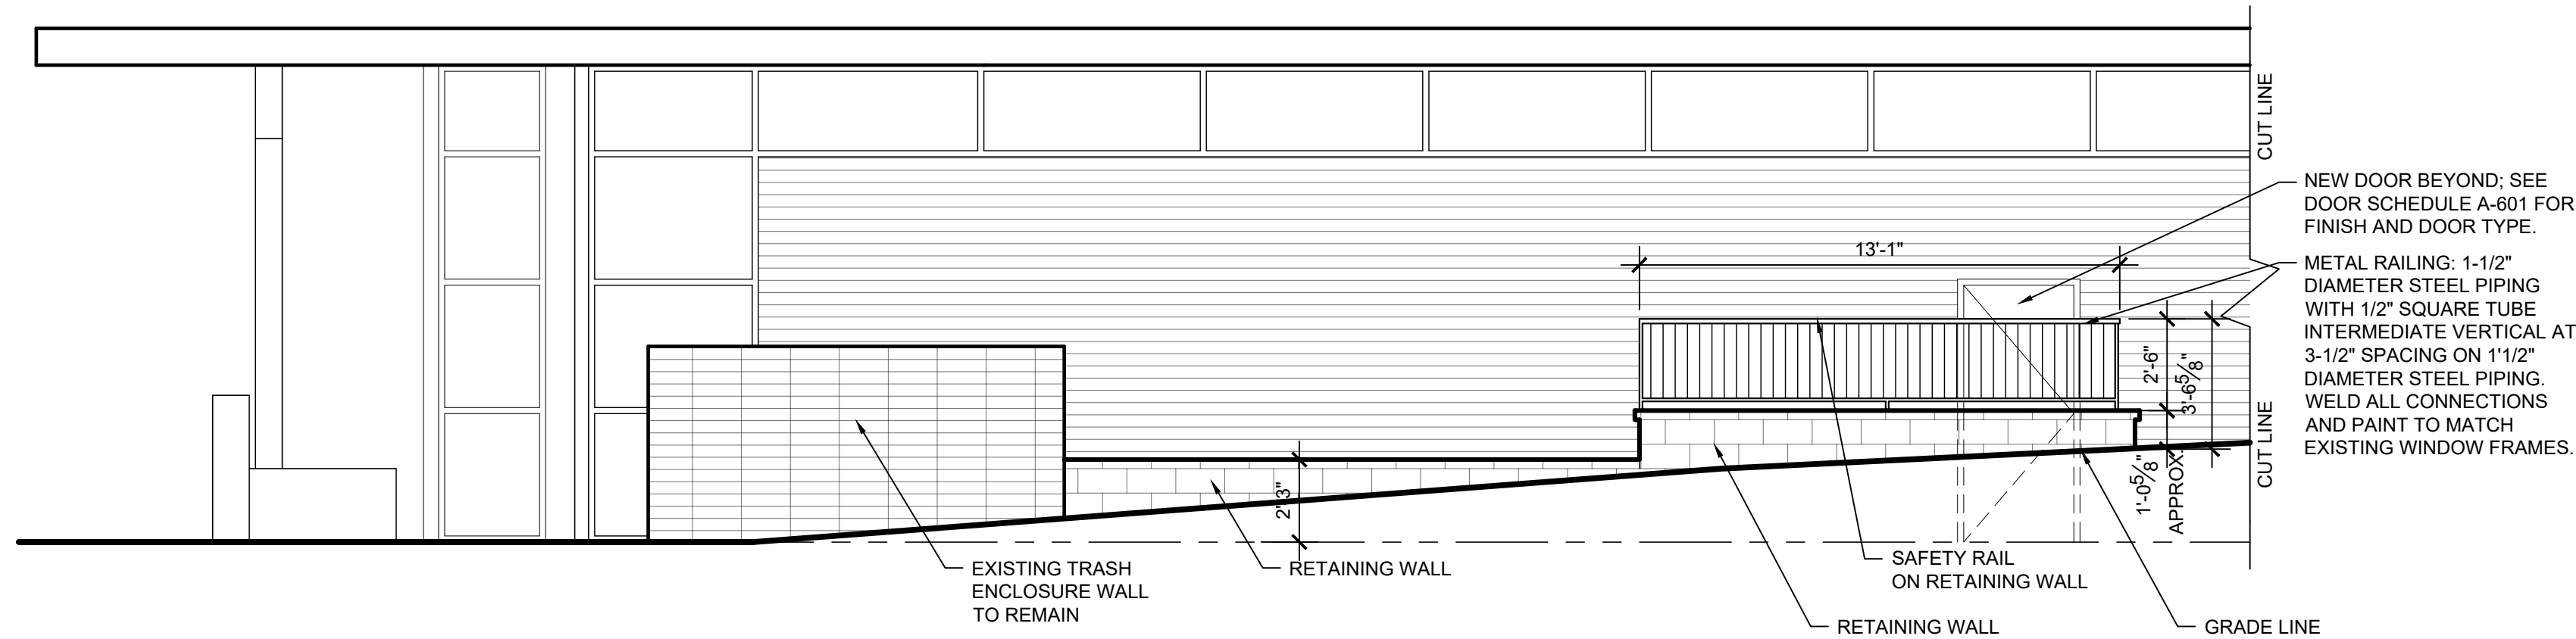 CUT LINE
NEW DOOR BEYOND; SEE
DOOR SCHEDULE A-601 FOR
FINISH AND DOOR TYPE.
13'-1"
METAL RAILING: 1-1/2"
DIAMETER STEEL PIPING
WITH 1/2" SQUARE TUBE
INTERMEDIATE VERTICAL AT
3-1/2" SPACING ON 1'1/2"
DIAMETER STEEL PIPING.
WELD ALL CONNECTIONS
AND PAINT TO MATCH
EXISTING WINDOW FRAMES.
2'-6"
3'-6 5/8"
1'-0 5/8"
APPROX.
CUT LINE
2'-3"
EXISTING TRASH
ENCLOSURE WALL
TO REMAIN
RETAINING WALL
SAFETY RAIL
ON RETAINING WALL
RETAINING WALL
GRADE LINE